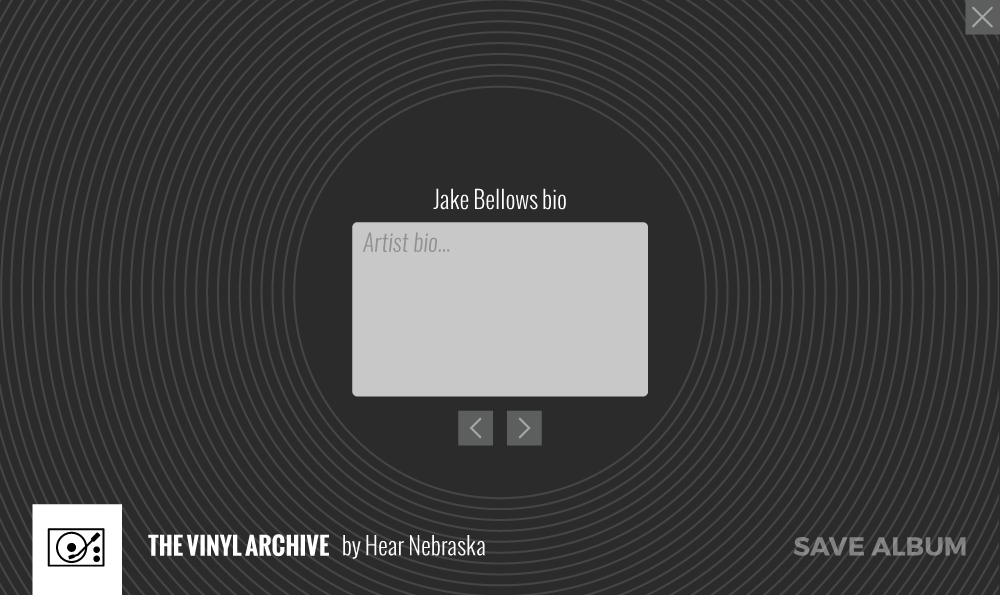 Jake Bellows bio
Artist bio...
THE VINYL ARCHIVE by Hear Nebraska
SAVE ALBUM